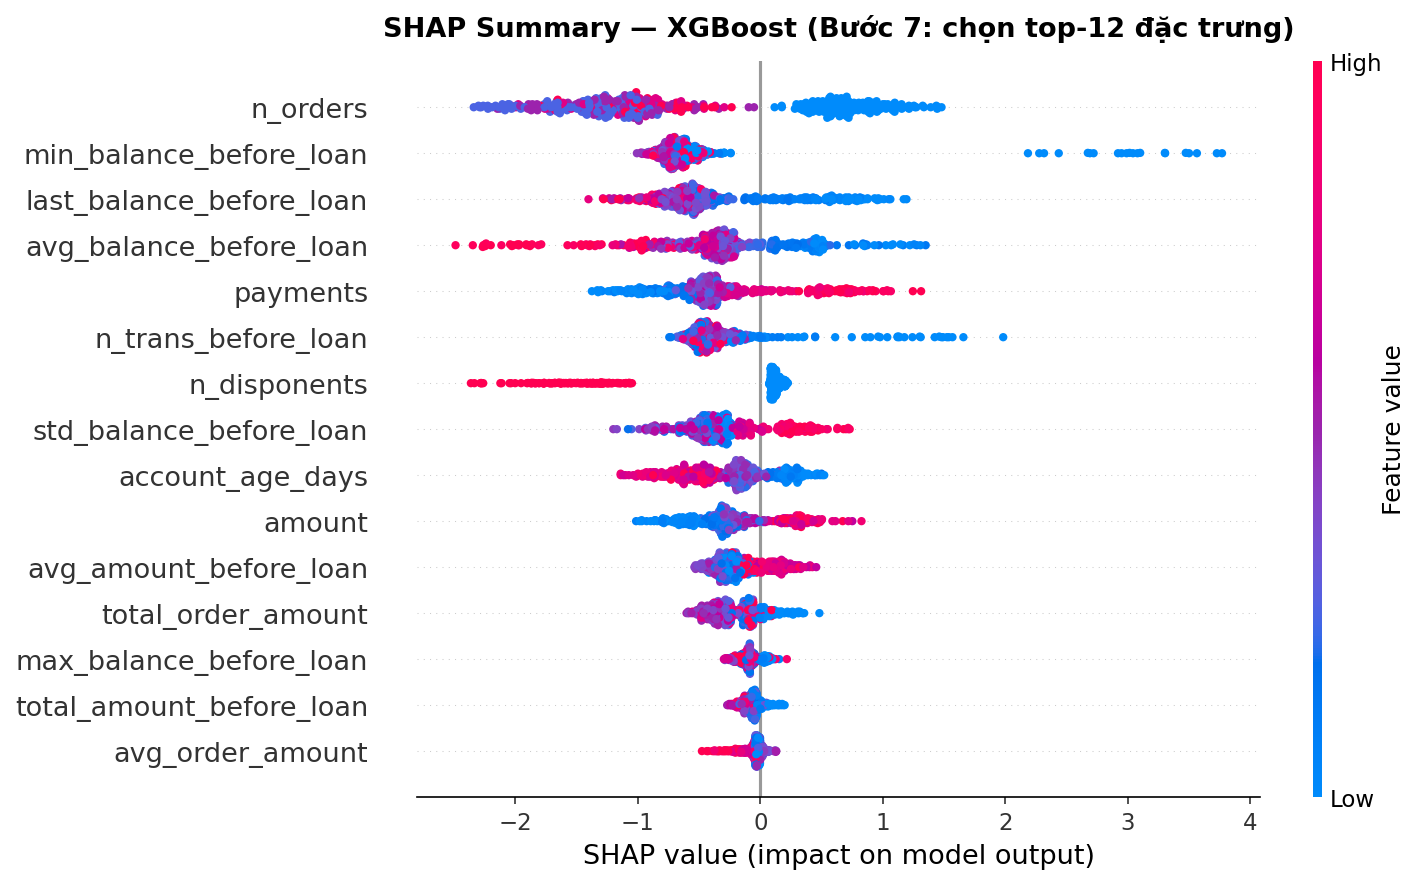 SHAP Summary — XGBoost (Bước 7: chọn top-12 đặc trưng)
High
n_orders
min_balance_before_loan
last_balance_before_loan
avg_balance_before_loan
payments
n_trans_before_loan
n_disponents
std_balance_before_loan
account_age_days
amount
avg_amount_before_loan
total_order_amount
max_balance_before_loan
total_amount_before_loan
avg_order_amount
Feature value
Low
−2 −1 0 1 2 3 4
SHAP value (impact on model output)